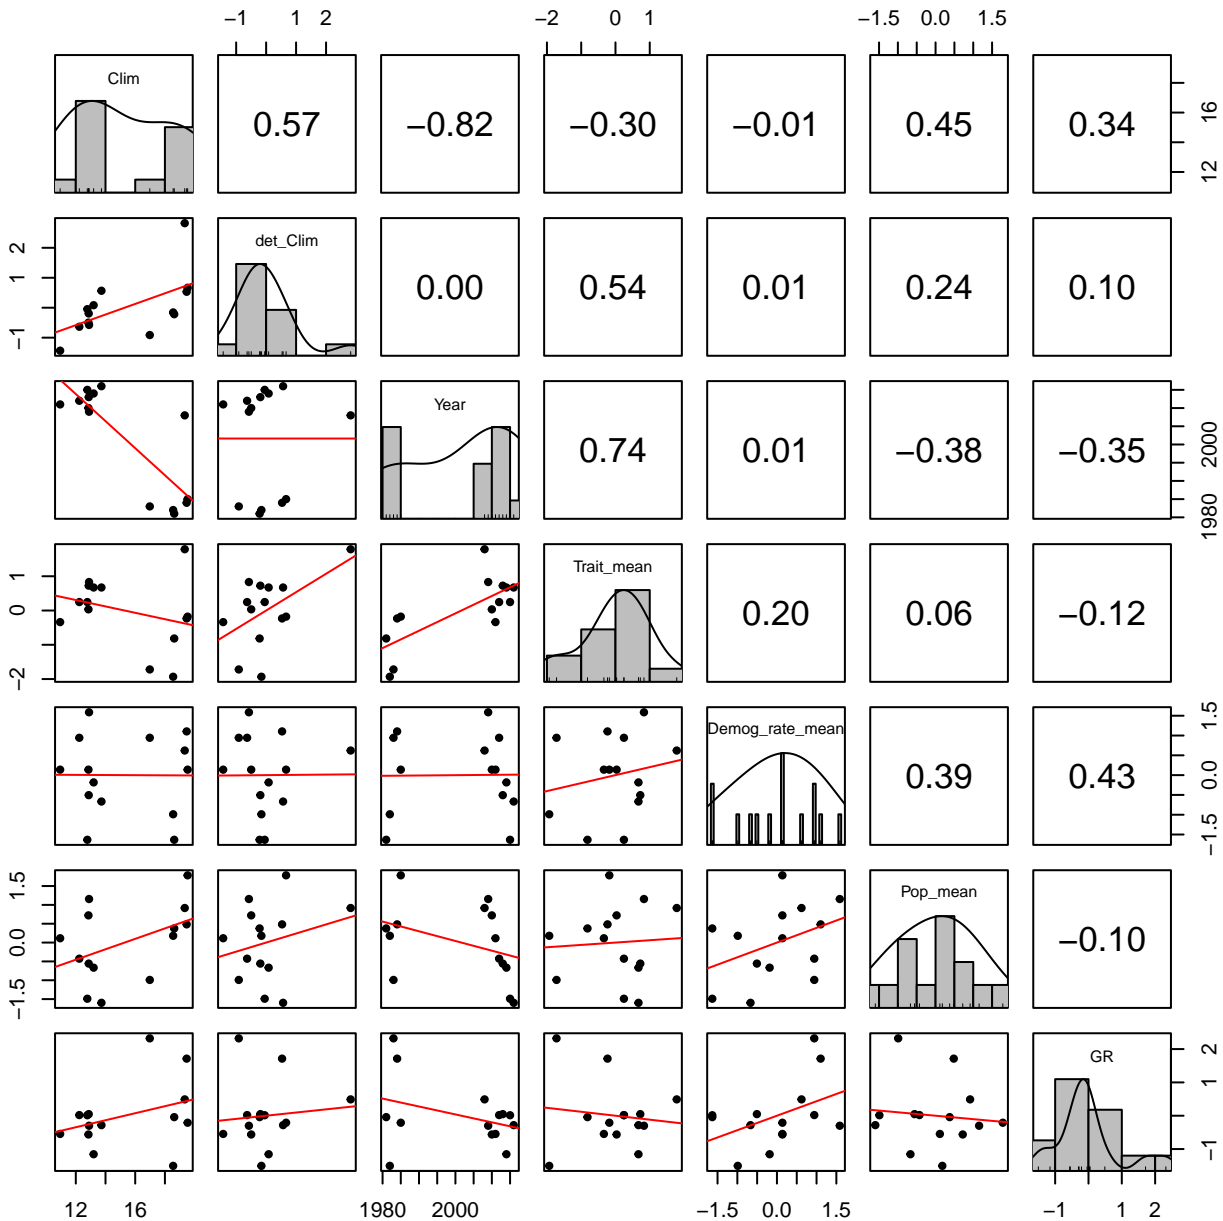 −1 1 2 −2 0 1 −1.5 0.0 1.5
Clim 0.57 −0.82 −0.30 −0.01 0.45 0.34 12 16
det_Clim 0.00 0.54 0.01 0.24 0.10 −1 1 2
Year 0.74 0.01 −0.38 −0.35 1980 2000
Trait_mean 0.20 0.06 −0.12 −2 0 1
Demog_rate_mean 0.39 0.43 −1.5 0.0 1.5
Pop_mean −0.10 −1.5 0.0 1.5
GR −1 1 2
12 16 1980 2000 −1.5 0.0 1.5 −1 1 2